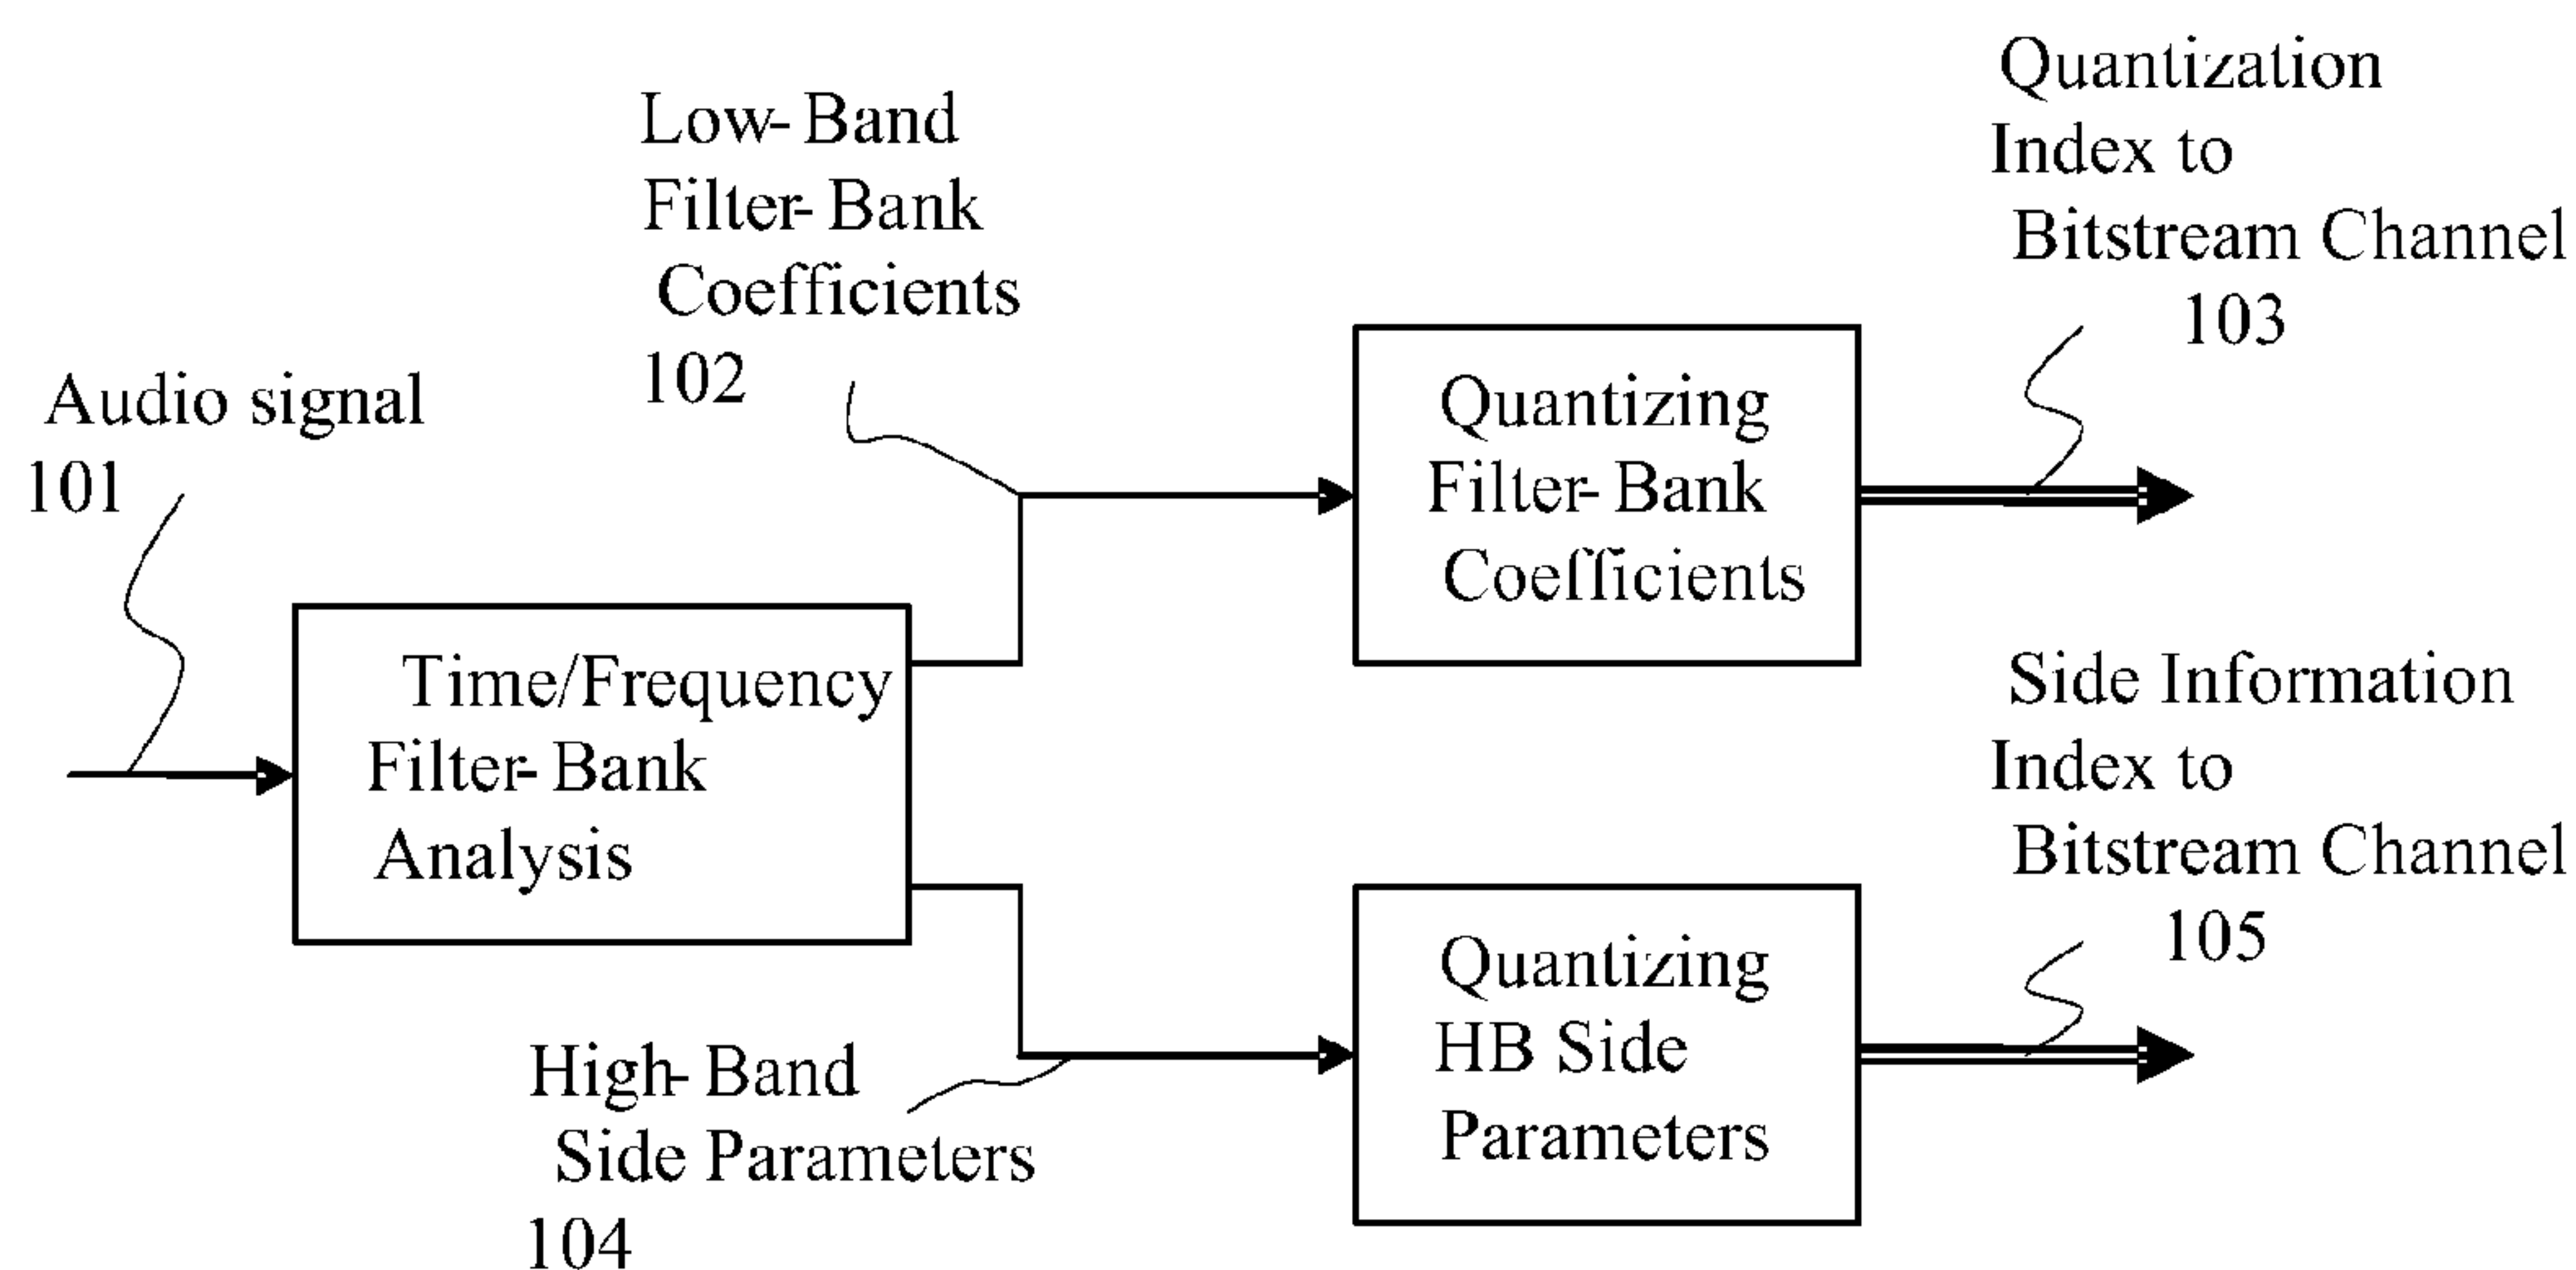 Audio signal
101
Low-Band
Filter-Bank
Coefficients
102
Quantization
Index to
Bitstream Channel
103
Time/Frequency
Filter-Bank
Analysis
Quantizing
Filter-Bank
Coefficients
Side Information
Index to
Bitstream Channel
105
High-Band
Side Parameters
104
Quantizing
HB Side
Parameters